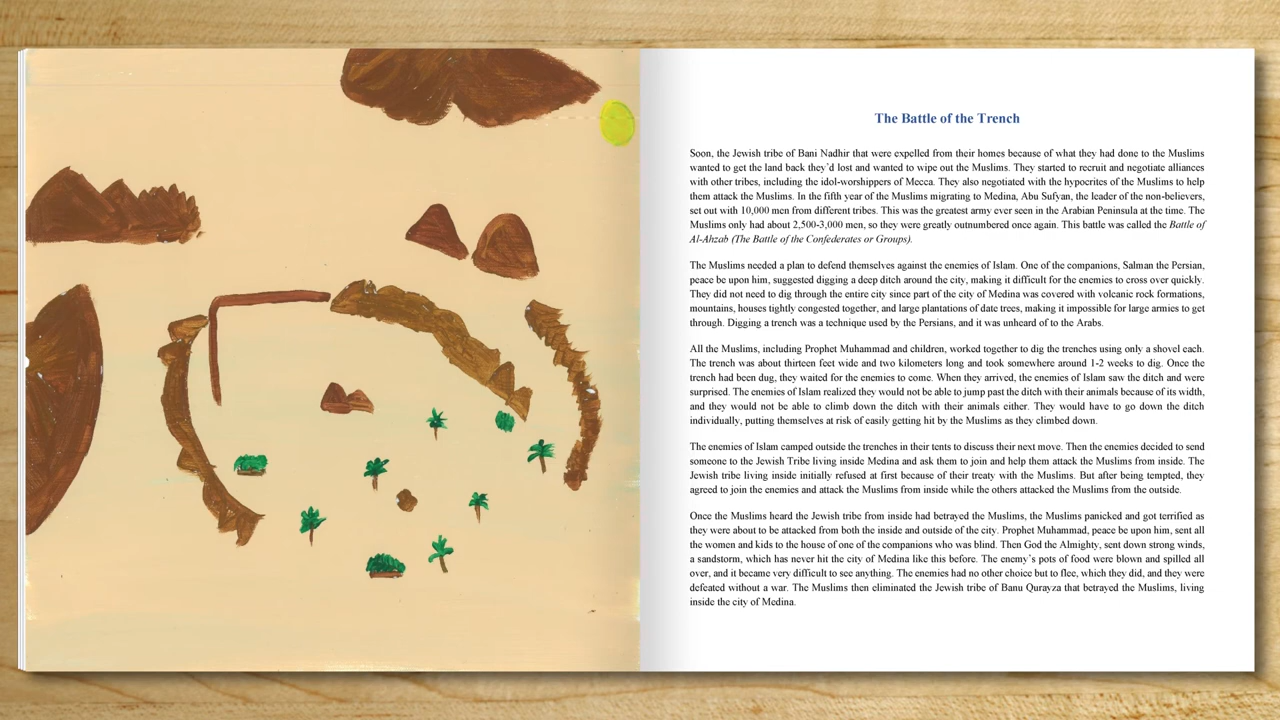 The Battle of the Trench
Soon, the Jewish tribe of Bani Nadhir that were expelled from their homes because of what they had done to the Muslims
wanted to get the land back they'd lost and wanted to wipe out the Muslims. They started to recruit and negotiate alliances
with other tribes, including the idol-worshippers of Mecca. They also negotiated with the hypocrites of the Muslims to help
them attack the Muslims. In the fifth year of the Muslims migrating to Medina, Abu Sufyan, the leader of the non-believers,
set out with 10,000 men from different tribes. This was the greatest army ever seen in the Arabian Peninsula at the time. The
Muslims only had about 2,500-3,000 men, so they were greatly outnumbered once again. This battle was called the Battle of
Al-Ahzab (The Battle of the Confederates or Groups).
The Muslims needed a plan to defend themselves against the enemies of Islam. One of the companions, Salman the Persian,
peace be upon him, suggested digging a deep ditch around the city, making it difficult for the enemies to cross over quickly.
They did not need to dig through the entire city since part of the city of Medina was covered with volcanic rock formations,
mountains, houses tightly congested together, and large plantations of date trees, making it impossible for large armies to get
through. Digging a trench was a technique used by the Persians, and it was unheard of to the Arabs.
All the Muslims, including Prophet Muhammad and children, worked together to dig the trenches using only a shovel each.
The trench was about thirteen feet wide and two kilometers long and took somewhere around 1-2 weeks to dig. Once the
trench had been dug, they waited for the enemies to come. When they arrived, the enemies of Islam saw the ditch and were
surprised. The enemies of Islam realized they would not be able to jump past the ditch with their animals because of its width,
and they would not be able to climb down the ditch with their animals either. They would have to go down the ditch
individually, putting themselves at risk of easily getting hit by the Muslims as they climbed down.
The enemies of Islam camped outside the trenches in their tents to discuss their next move. Then the enemies decided to send
someone to the Jewish Tribe living inside Medina and ask them to join and help them attack the Muslims from inside. The
Jewish tribe living inside initially refused at first because of their treaty with the Muslims. But after being tempted, they
agreed to join the enemies and attack the Muslims from inside while the others attacked the Muslims from the outside.
Once the Muslims heard the Jewish tribe from inside had betrayed the Muslims, the Muslims panicked and got terrified as
they were about to be attacked from both the inside and outside of the city. Prophet Muhammad, peace be upon him, sent all
the women and kids to the house of one of the companions who was blind. Then God the Almighty, sent down strong winds,
a sandstorm, which has never hit the city of Medina like this before. The enemy's pots of food were blown and spilled all
over, and it became very difficult to see anything. The enemies had no other choice but to flee, which they did, and they were
defeated without a war. The Muslims then eliminated the Jewish tribe of Banu Qurayza that betrayed the Muslims, living
inside the city of Medina.